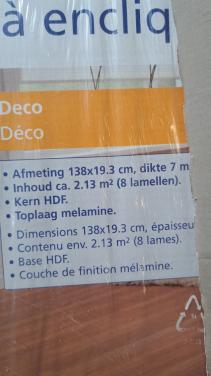 à encliq
Deco
Déco
• Afmeting 138x19.3 cm, dikte 7 m
• Inhoud ca. 2.13 m² (8 lamellen).
• Kern HDF.
• Toplaag melamine.
• Dimensions 138x19.3 cm, épaisseu
• Contenu env. 2.13 m² (8 lames).
• Base HDF.
• Couche de finition mélamine.